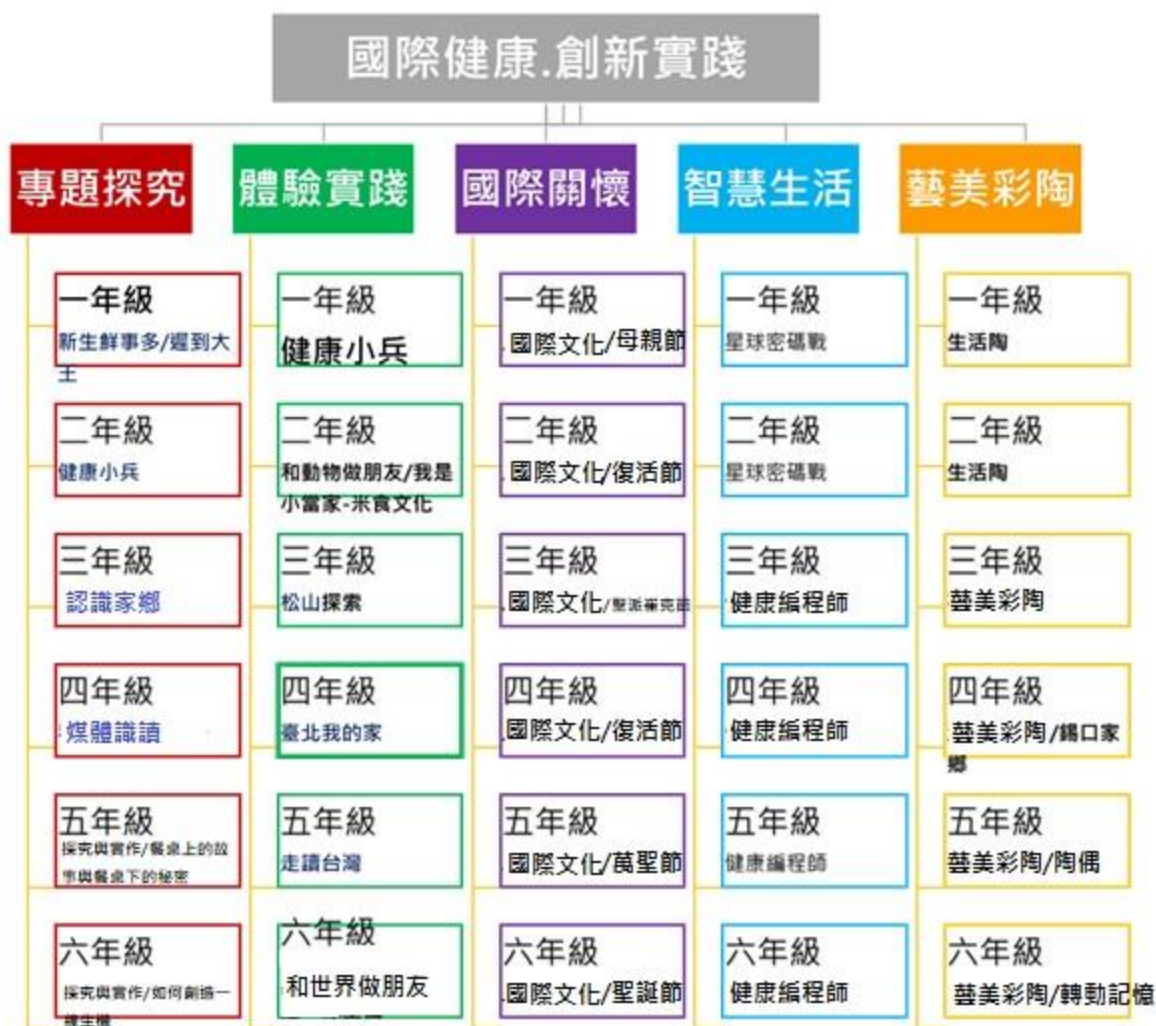 國際健康.創新實踐
專題探究
一年級
新生鮮事多/遲到大
王
二年級
健康小兵
三年級
認識家鄉
四年級
媒體識讀
五年級
探究與實作/餐桌上的故
事與餐桌下的秘密
六年級
探究與實作/如何創造一
線生機
體驗實踐
一年級
健康小兵
二年級
和動物做朋友/我是
小當家-米食文化
三年級
松山探索
四年級
臺北我的家
五年級
走讀台灣
六年級
和世界做朋友
國際關懷
一年級
國際文化/母親節
二年級
國際文化/復活節
三年級
國際文化/聖派崔克節
四年級
國際文化/復活節
五年級
國際文化/萬聖節
六年級
國際文化/聖誕節
智慧生活
一年級
星球密碼戰
二年級
星球密碼戰
三年級
健康編程師
四年級
健康編程師
五年級
健康編程師
六年級
健康編程師
藝美彩陶
一年級
生活陶
二年級
生活陶
三年級
藝美彩陶
四年級
藝美彩陶/錫口家
鄉
五年級
藝美彩陶/陶偶
六年級
藝美彩陶/轉動記憶